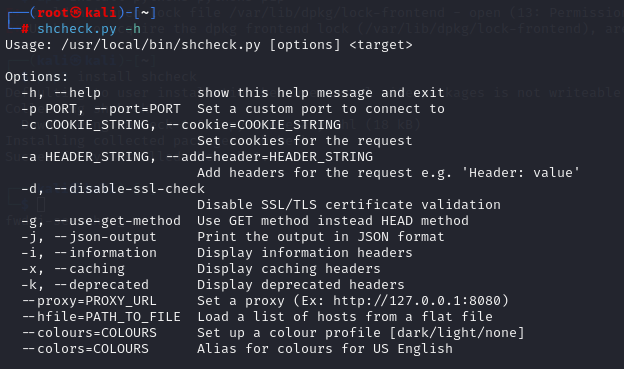 ┌──(root㉿kali)-[~]
└─# shcheck.py -h
Usage: /usr/local/bin/shcheck.py [options] <target>

Options:
  -h, --help            show this help message and exit
  -p PORT, --port=PORT  Set a custom port to connect to
  -c COOKIE_STRING, --cookie=COOKIE_STRING
                        Set cookies for the request
  -a HEADER_STRING, --add-header=HEADER_STRING
                        Add headers for the request e.g. 'Header: value'
  -d, --disable-ssl-check
                        Disable SSL/TLS certificate validation
  -g, --use-get-method  Use GET method instead HEAD method
  -j, --json-output     Print the output in JSON format
  -i, --information     Display information headers
  -x, --caching         Display caching headers
  -k, --deprecated      Display deprecated headers
  --proxy=PROXY_URL     Set a proxy (Ex: http://127.0.0.1:8080)
  --hfile=PATH_TO_FILE  Load a list of hosts from a flat file
  --colours=COLOURS     Set up a colour profile [dark/light/none]
  --colors=COLOURS      Alias for colours for US English